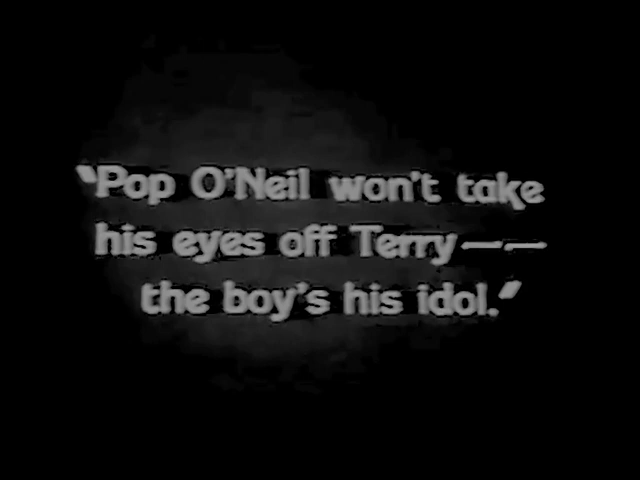 "Pop O'Neil won't take
his eyes off Terry——
the boy's his idol."